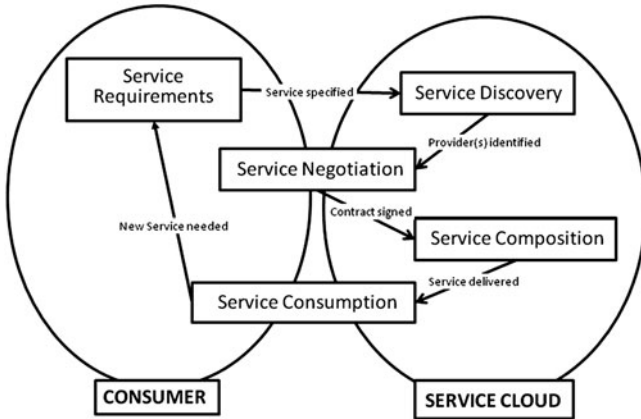 Service
Requirements
Service specified
Service Discovery
Provider(s) identified
Service Negotiation
Contract signed
New Service needed
Service Composition
Service delivered
Service Consumption
CONSUMER
SERVICE CLOUD